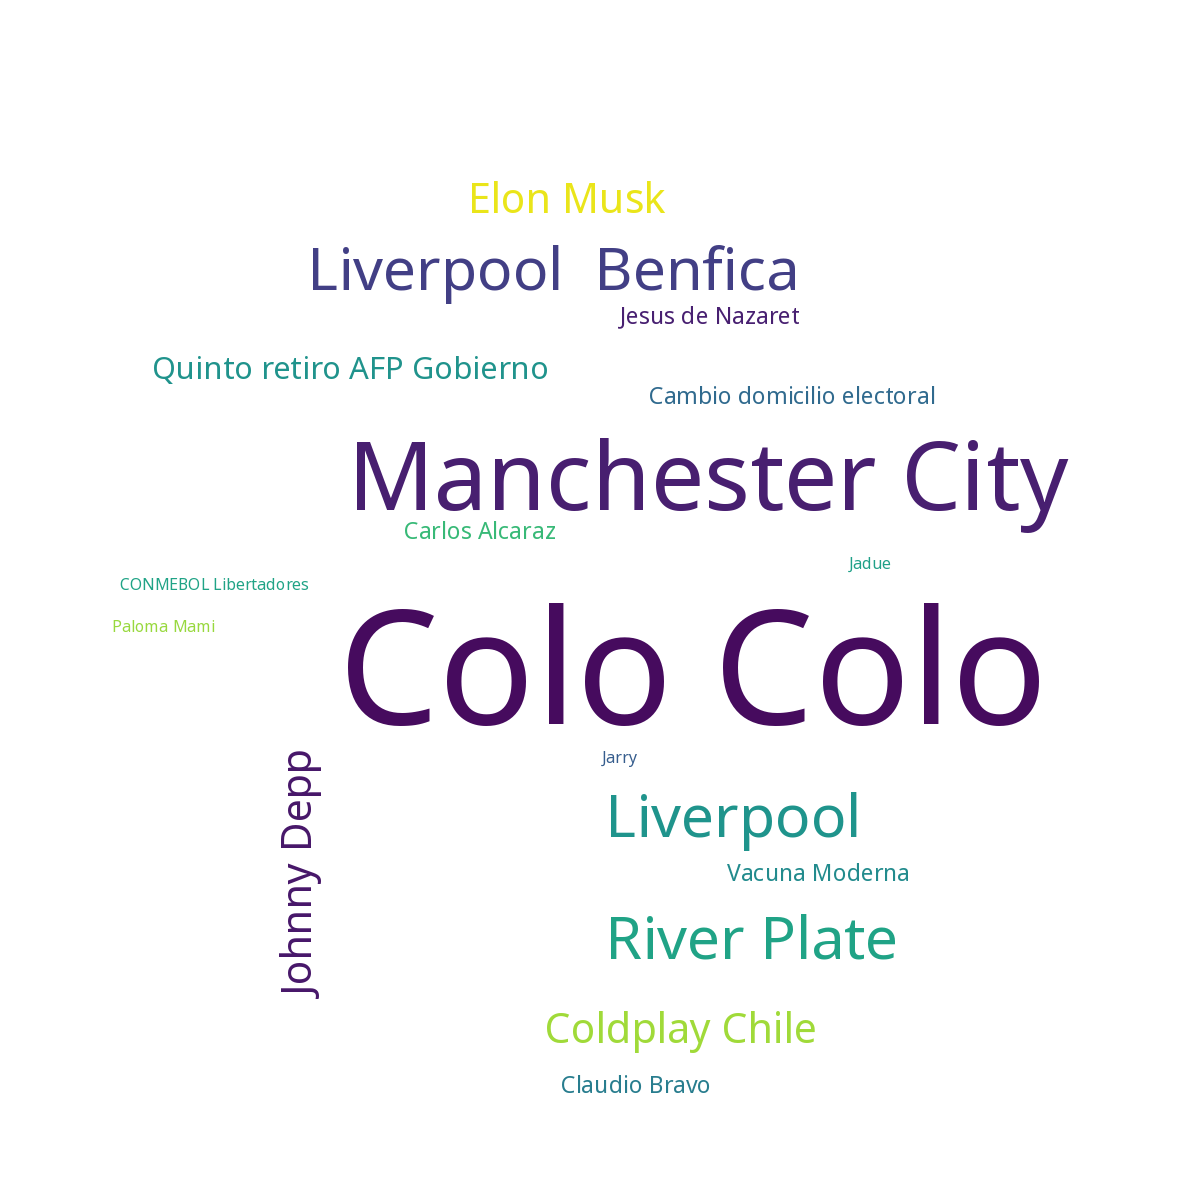 Elon Musk
Liverpool Benfica
Jesus de Nazaret
Quinto retiro AFP Gobierno
Cambio domicilio electoral
Manchester City
Carlos Alcaraz
Jadue
CONMEBOL Libertadores
Paloma Mami
Colo Colo
Johnny Depp
Jarry
Liverpool
Vacuna Moderna
River Plate
Coldplay Chile
Claudio Bravo